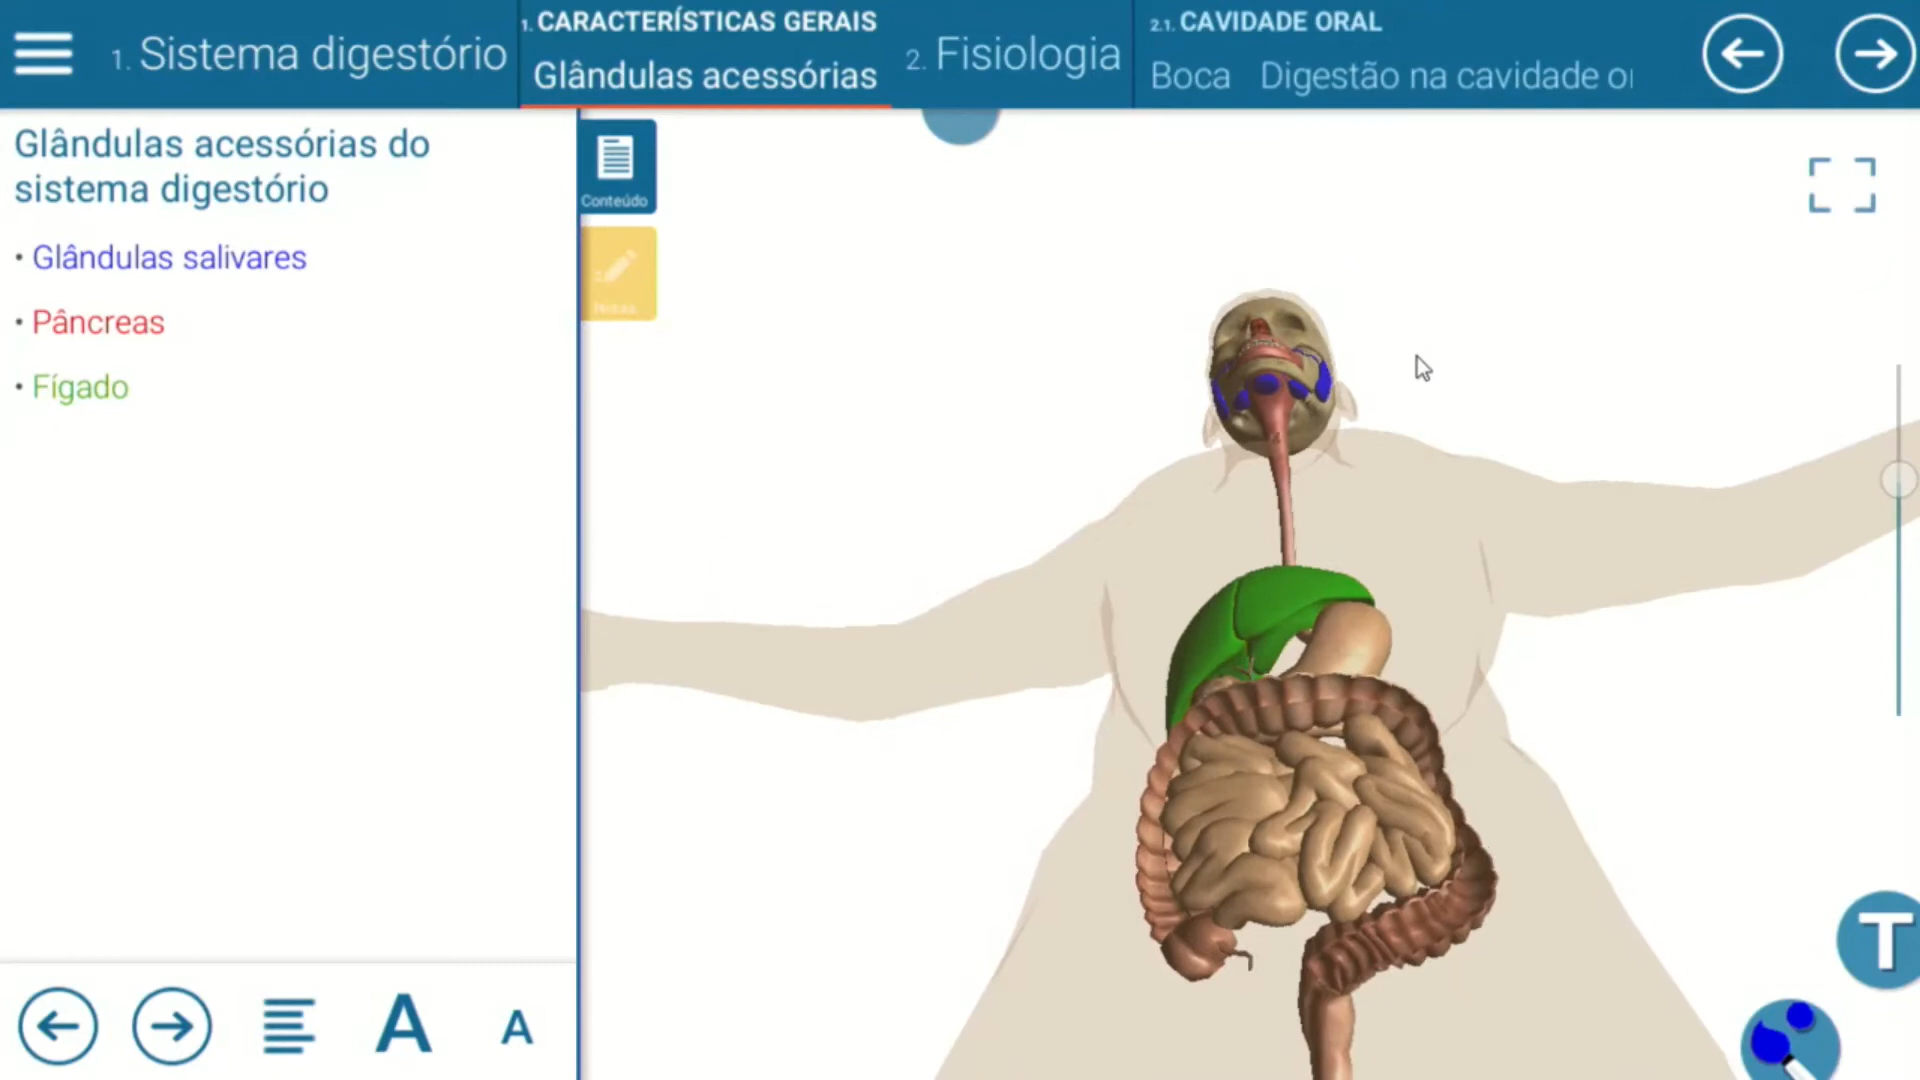 1. Sistema digestório
1. CARACTERÍSTICAS GERAIS
Glândulas acessórias
2. Fisiologia
2.1. CAVIDADE ORAL
Boca Digestão na cavidade
Glândulas acessórias do
sistema digestório
• Glândulas salivares
• Pâncreas
• Fígado
Conteúdo
Notas
A A
T